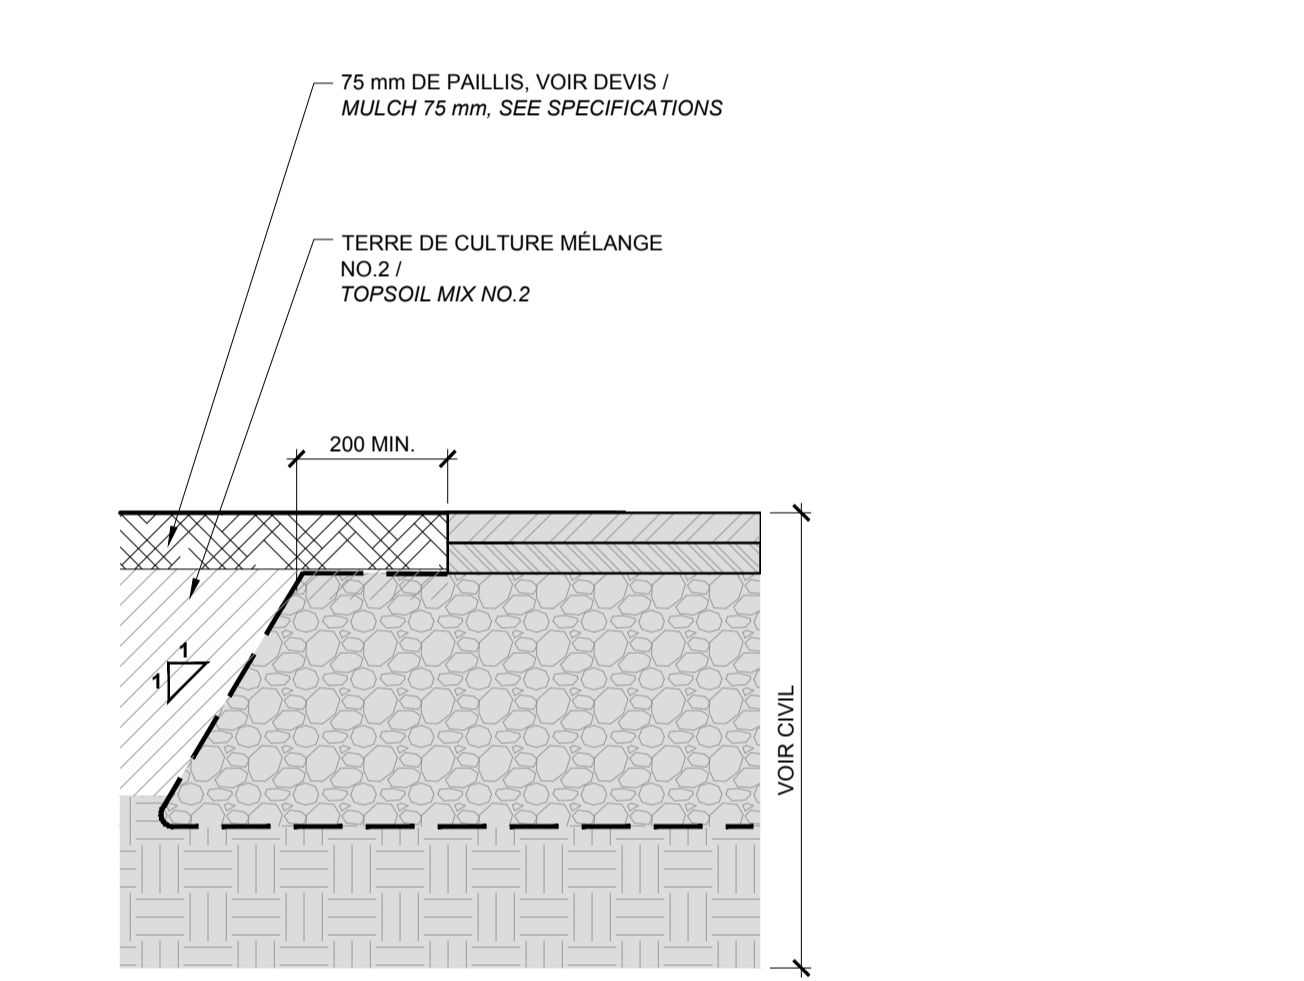 75 mm DE PAILLIS, VOIR DEVIS /
MULCH 75 mm, SEE SPECIFICATIONS
TERRE DE CULTURE MÉLANGE
NO.2 /
TOPSOIL MIX NO.2
200 MIN.
1
1
VOIR CIVIL